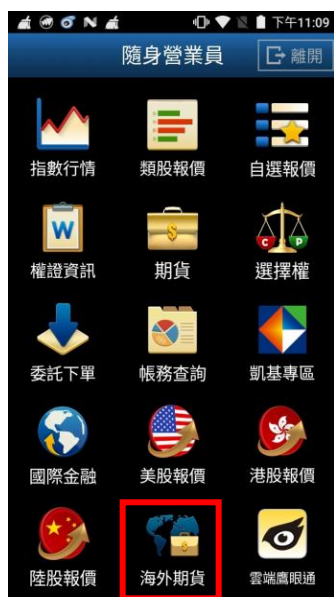 下午11:09
隨身營業員
離開
指數行情 類股報價 自選報價
W $ C P
權證資訊 期貨 選擇權
委託下單 帳務查詢 凱基專區
國際金融 美股報價 港股報價
陸股報價 海外期貨 雲端鷹眼通